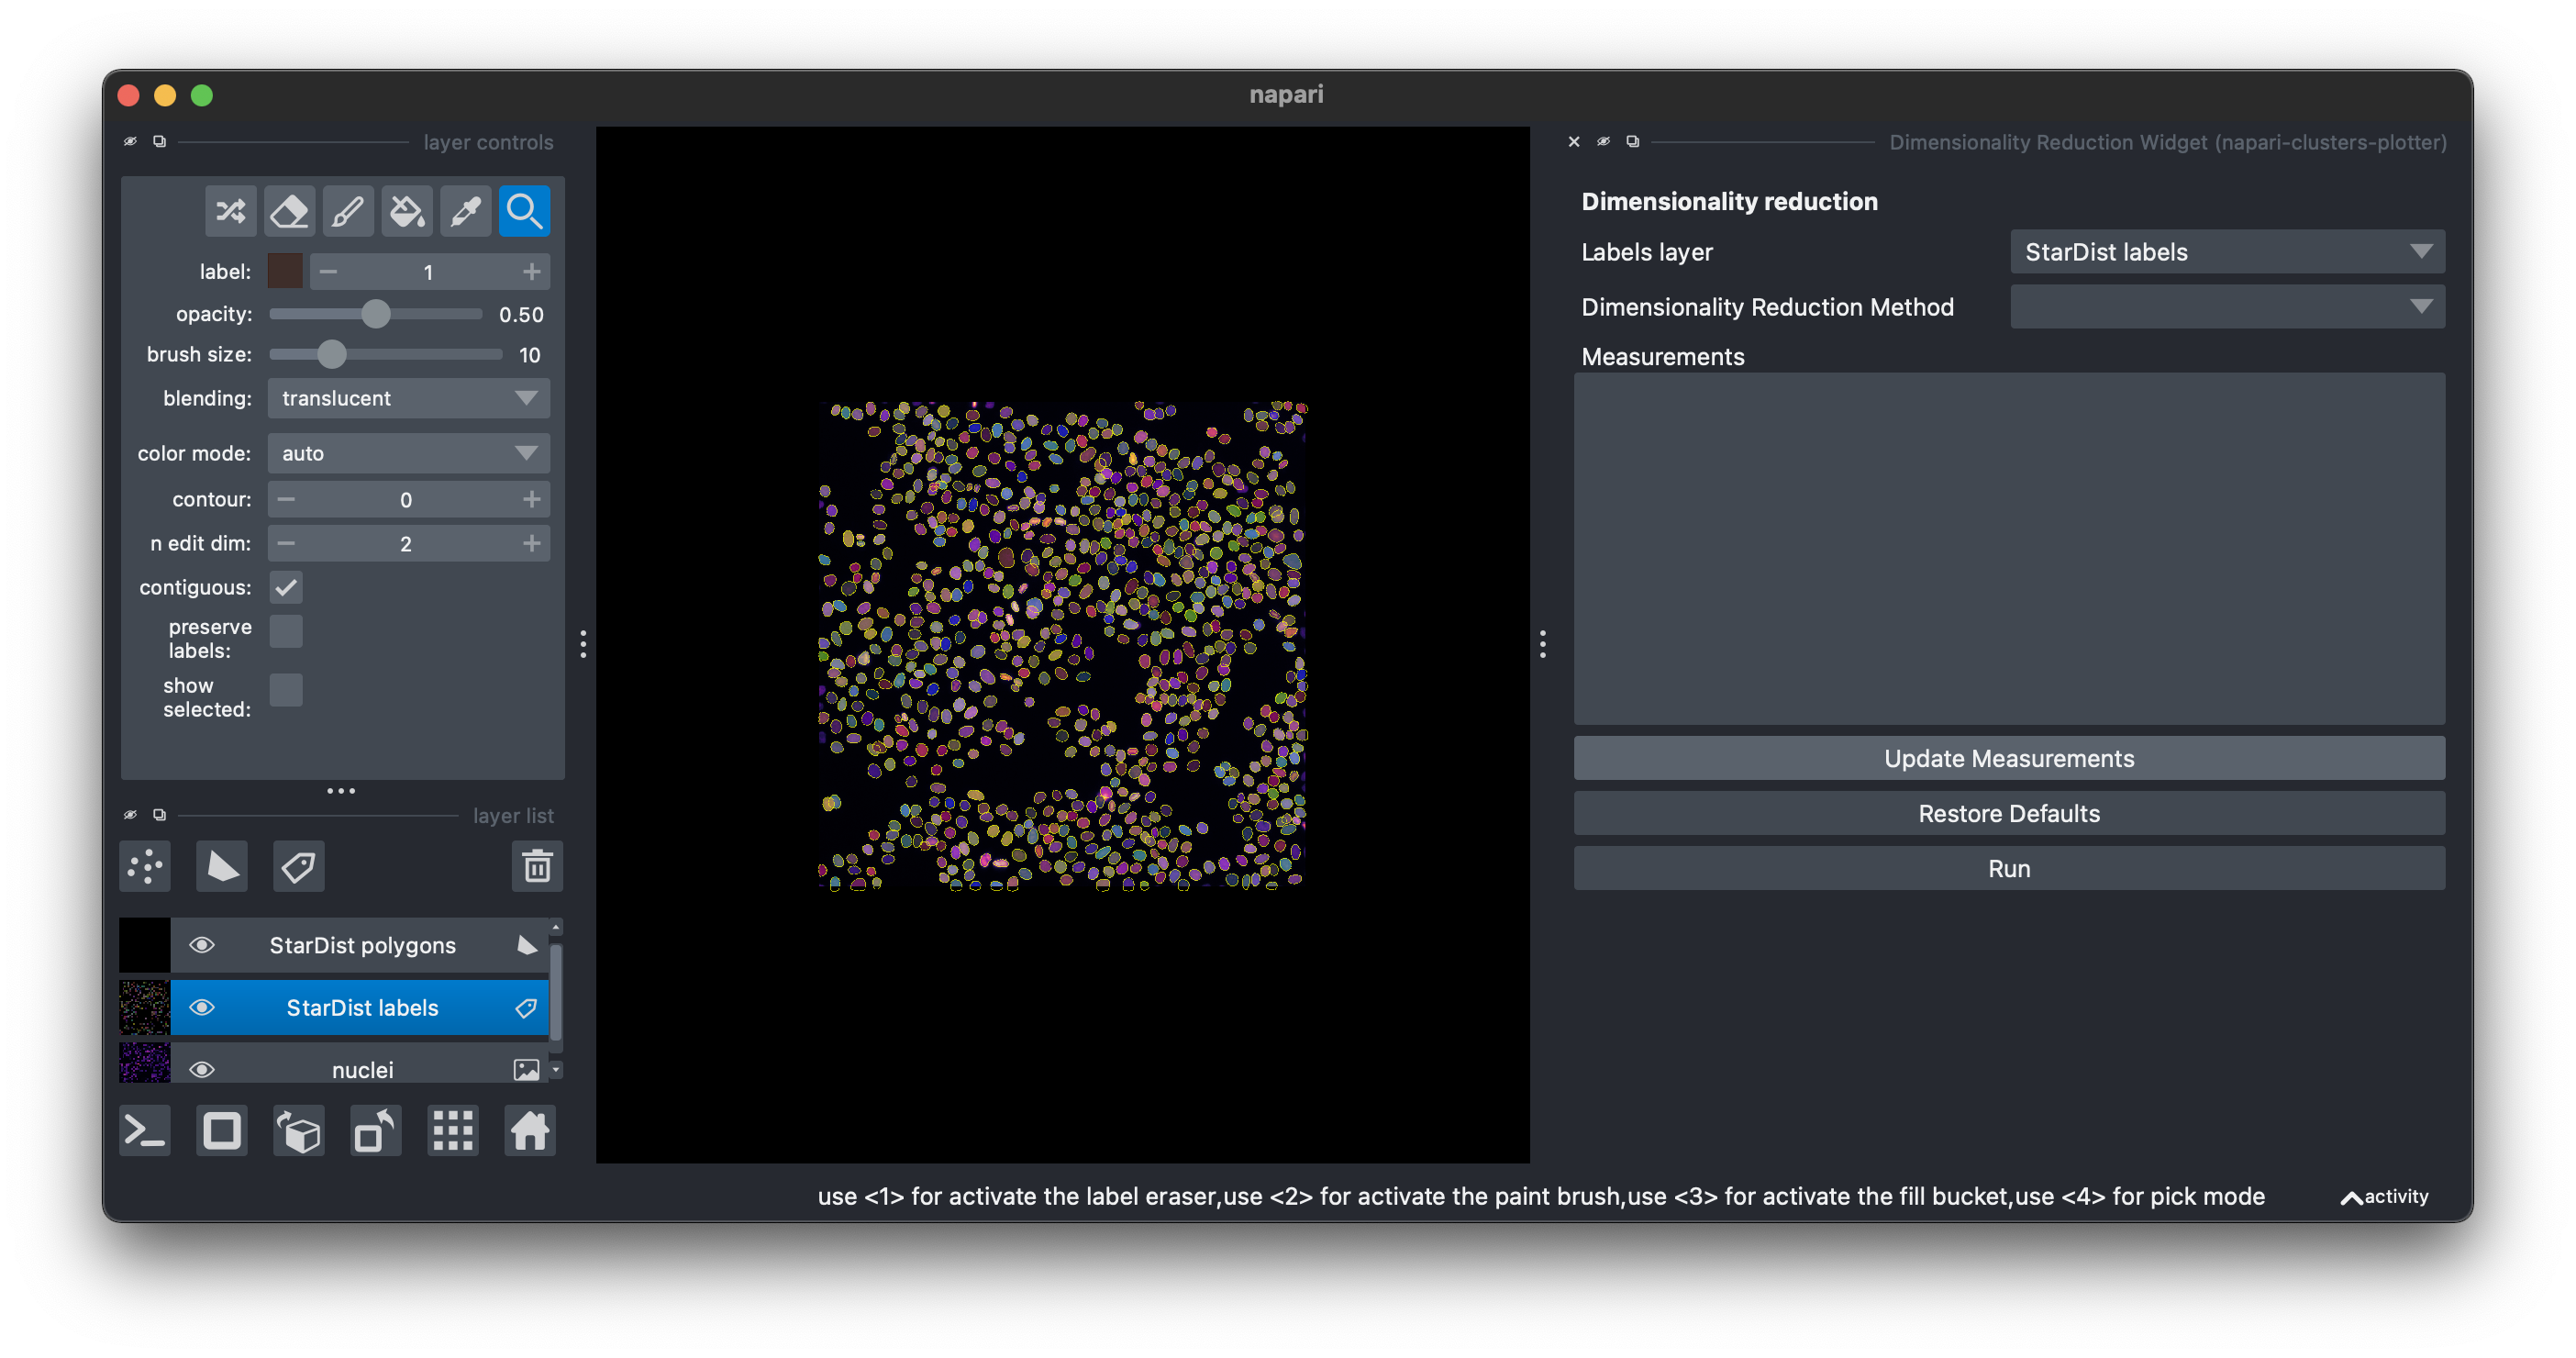 napari
layer controls
label:
1
opacity:
0.50
brush size:
10
blending:
translucent
color mode:
auto
contour:
0
n edit dim:
2
contiguous:
preserve
labels:
show
selected:
layer list
StarDist polygons
StarDist labels
nuclei
Dimensionality Reduction Widget (napari-clusters-plotter)
Dimensionality reduction
Labels layer
StarDist labels
Dimensionality Reduction Method
Measurements
Update Measurements
Restore Defaults
Run
use <1> for activate the label eraser,use <2> for activate the paint brush,use <3> for activate the fill bucket,use <4> for pick mode
activity